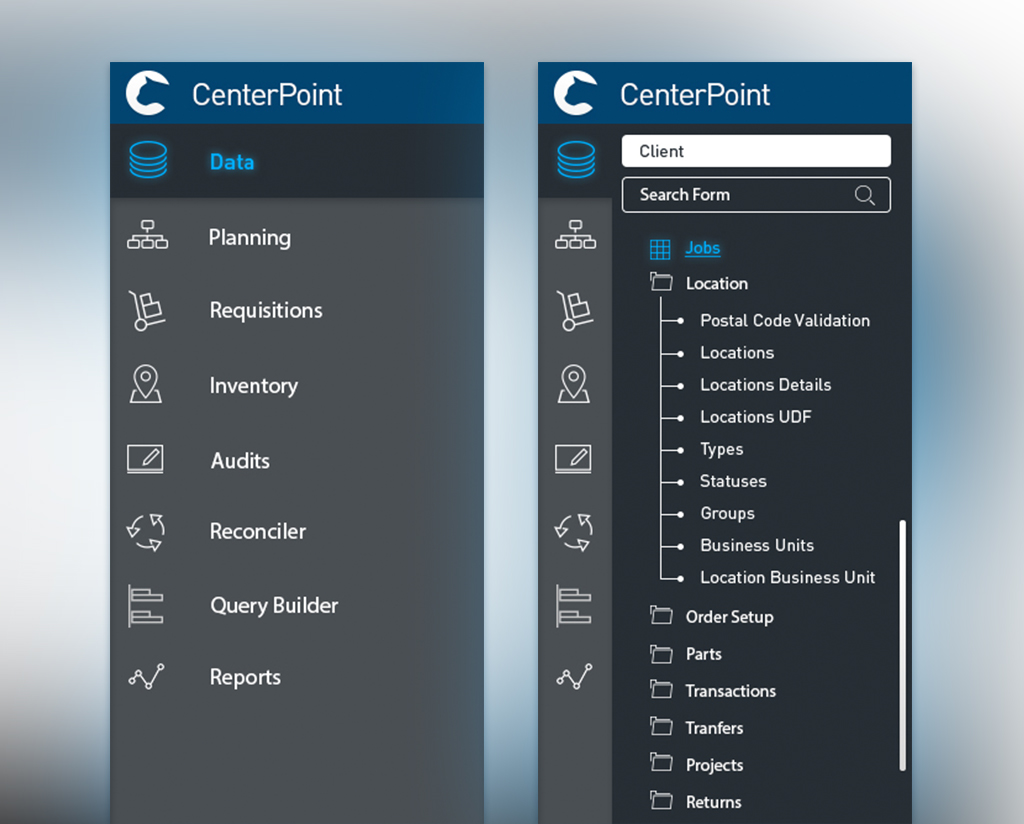 CenterPoint
Data
Planning
Requisitions
Inventory
Audits
Reconciler
Query Builder
Reports
CenterPoint
Client
Search Form
Jobs
Location
Postal Code Validation
Locations
Locations Details
Locations UDF
Types
Statuses
Groups
Business Units
Location Business Unit
Order Setup
Parts
Transactions
Tranfers
Projects
Returns